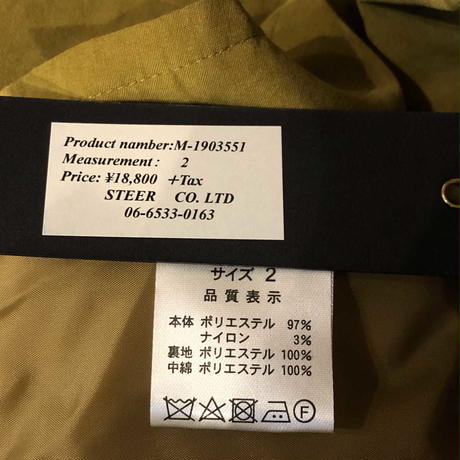 Product namber:M-1903551
Measurement: 2
Price: ¥18,800 +Tax
STEER CO. LTD
06-6533-0163
サイズ 2
品質表示
本体 ポリエステル 97%
ナイロン 3%
裏地 ポリエステル 100%
中綿 ポリエステル 100%
F